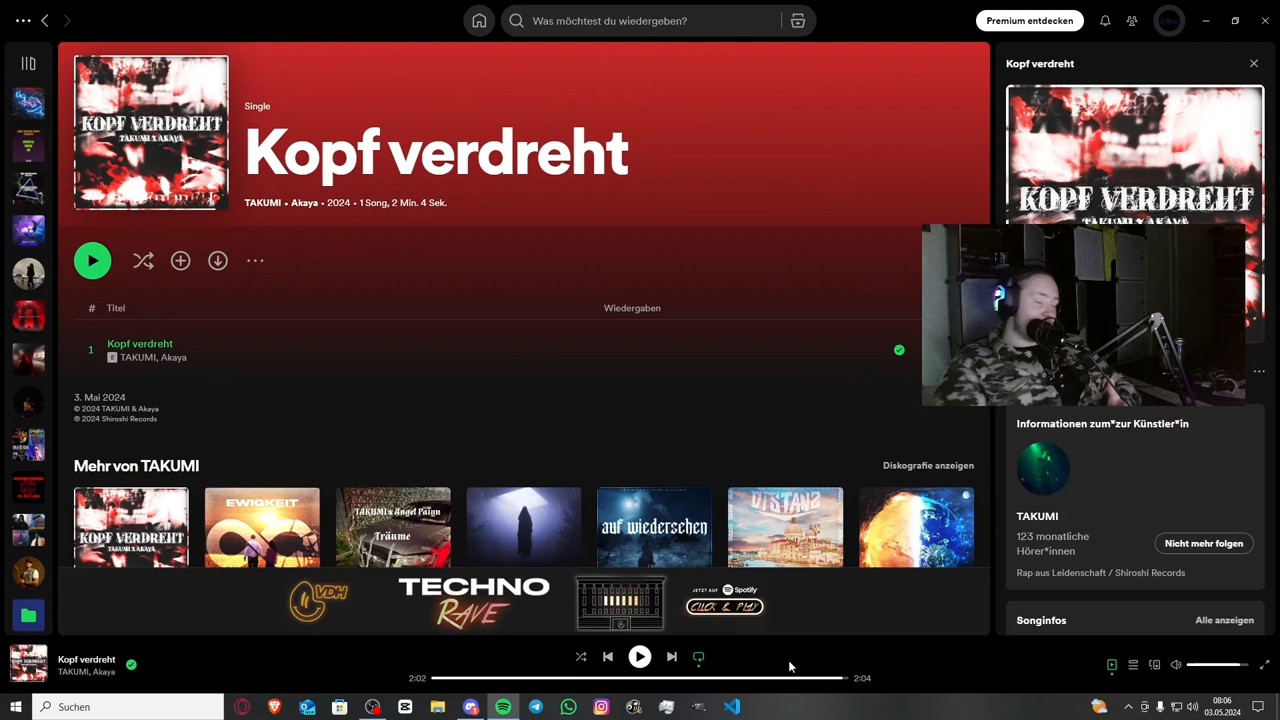 Was möchtest du wiedergeben?
Premium entdecken
KOPF VERDREHT
TAKUMI X AKAYA
Single
Kopf verdreht
TAKUMI • Akaya • 2024 • 1 Song, 2 Min. 4 Sek.
# Titel Wiedergaben
1 Kopf verdreht
E TAKUMI, Akaya
3. Mai 2024
© 2024 TAKUMI & Akaya
℗ 2024 Shiroshi Records
Mehr von TAKUMI
Diskografie anzeigen
KOPF VERDREHT
TAKUMI X AKAYA
EWIGKEIT
TAKUMI x Angel Paign
Träume
auf wiedersehen
DISTANZ
VDH
TECHNO
RAVE
JETZT AUF Spotify
CLICK & PLAY
Kopf verdreht
KOPF VERDREHT
TAKUMI X AKAYA
Informationen zum*zur Künstler*in
TAKUMI
123 monatliche
Hörer*innen
Nicht mehr folgen
Rap aus Leidenschaft / Shiroshi Records
Songinfos
Alle anzeigen
Kopf verdreht
TAKUMI, Akaya
2:02
2:04
Suchen
08:06
03.05.2024